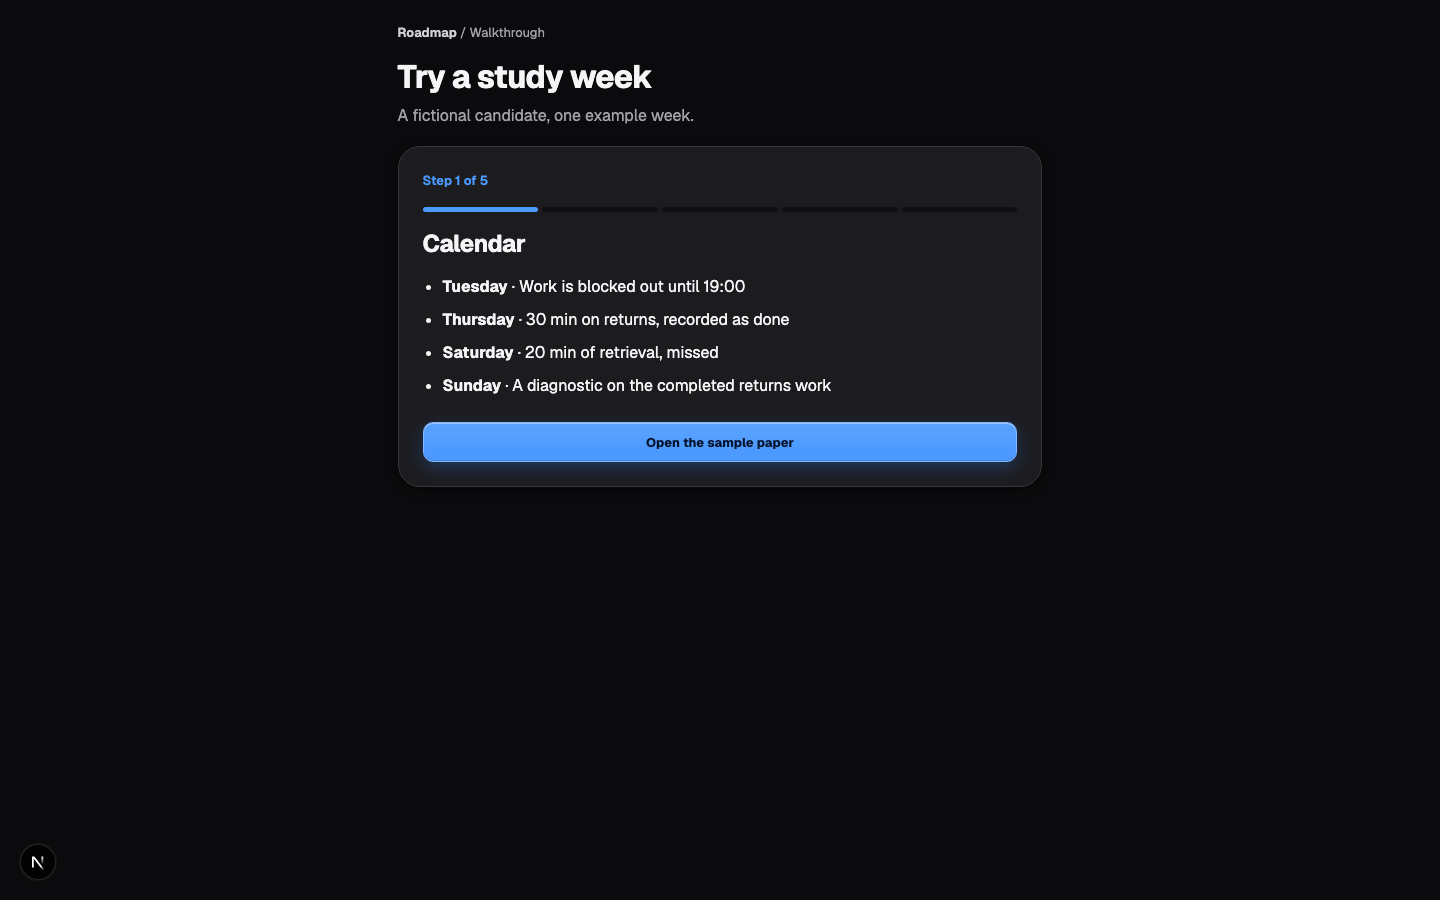 Roadmap / Walkthrough
Try a study week
A fictional candidate, one example week.
Step 1 of 5
Calendar
• Tuesday · Work is blocked out until 19:00
• Thursday · 30 min on returns, recorded as done
• Saturday · 20 min of retrieval, missed
• Sunday · A diagnostic on the completed returns work
Open the sample paper
N